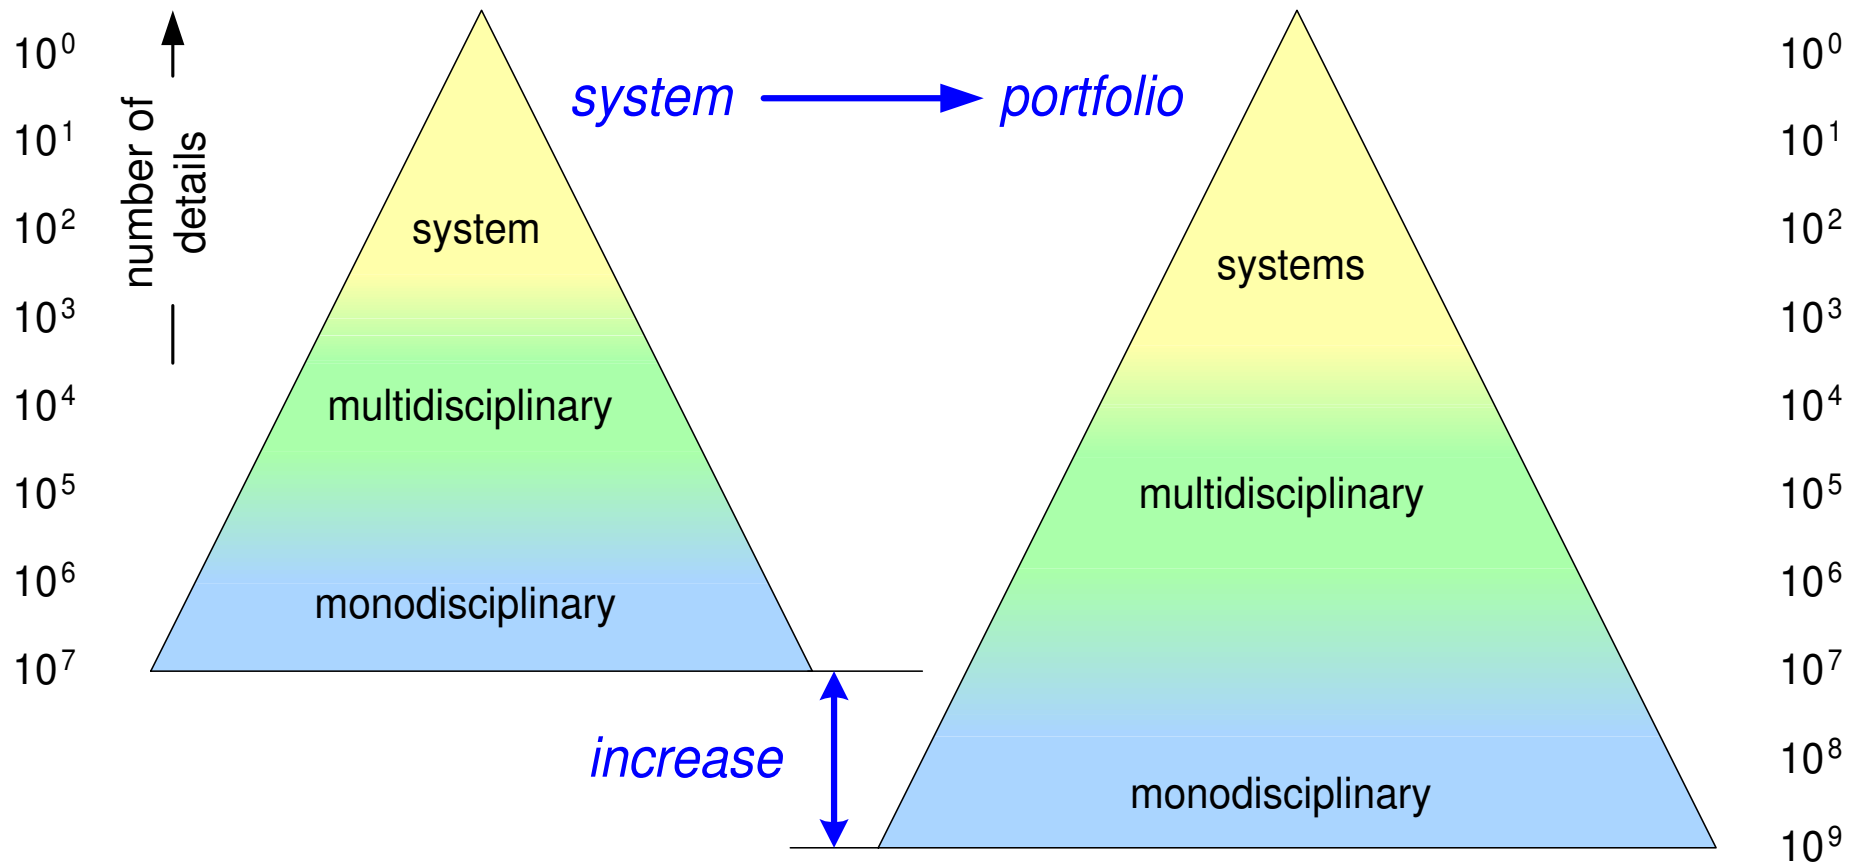 10⁰
10¹
10²
10³
10⁴
10⁵
10⁶
10⁷
number of
details
system
multidisciplinary
monodisciplinary
system
portfolio
increase
systems
multidisciplinary
monodisciplinary
10⁰
10¹
10²
10³
10⁴
10⁵
10⁶
10⁷
10⁸
10⁹